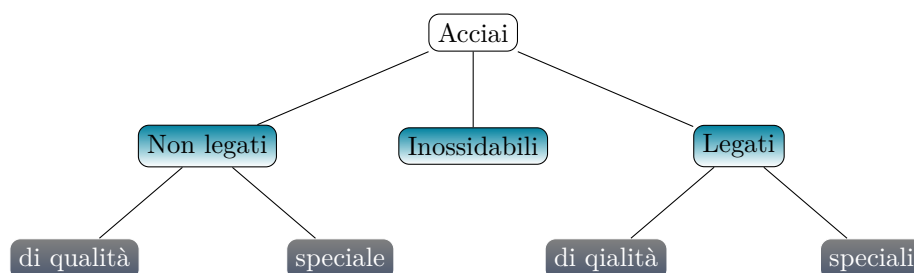 Acciai
Non legati
Inossidabili
Legati
di qualità
speciale
di qialità
speciali